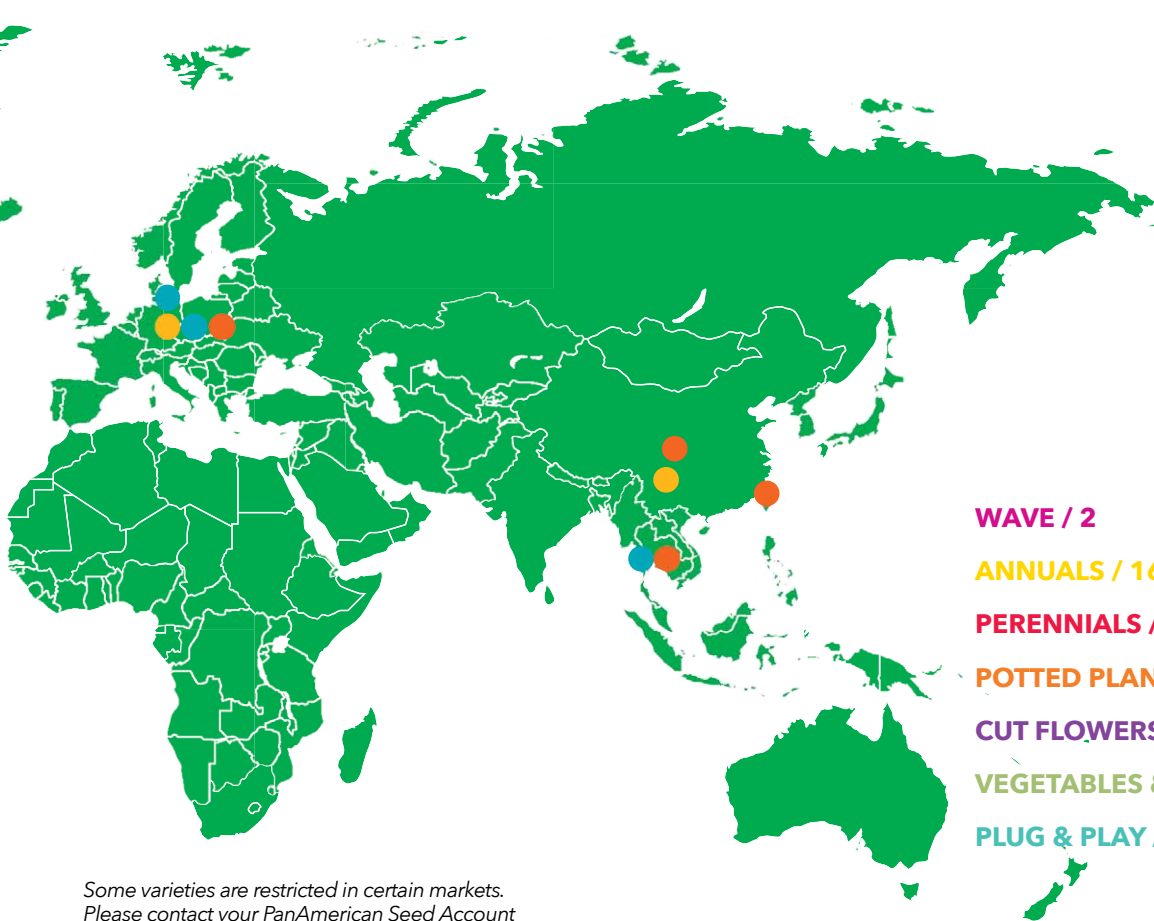 WAVE / 2
ANNUALS / 16
PERENNIALS /
POTTED PLAN
CUT FLOWERS
VEGETABLES &
PLUG & PLAY /
Some varieties are restricted in certain markets.
Please contact your PanAmerican Seed Account